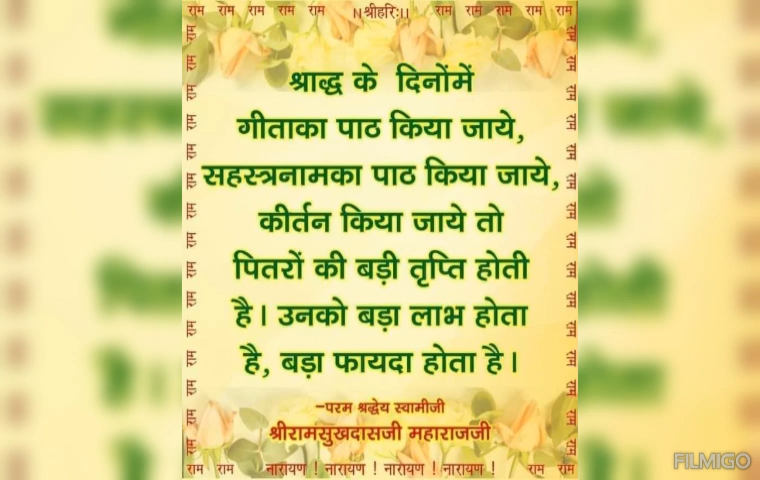 राम राम राम राम राम ।।श्रीहरिः।। राम राम राम राम राम
श्राद्ध के दिनोंमें
गीताका पाठ किया जाये,
सहस्त्रनामका पाठ किया जाये,
कीर्तन किया जाये तो
पितरों की बड़ी तृप्ति होती
है। उनको बड़ा लाभ होता
है, बड़ा फायदा होता है।
–परम श्रद्धेय स्वामीजी
श्रीरामसुखदासजी महाराजजी
राम राम नारायण ! नारायण ! नारायण ! नारायण ! राम राम
राम राम राम राम राम राम राम राम
राम राम राम राम राम राम राम राम
FILMIGO